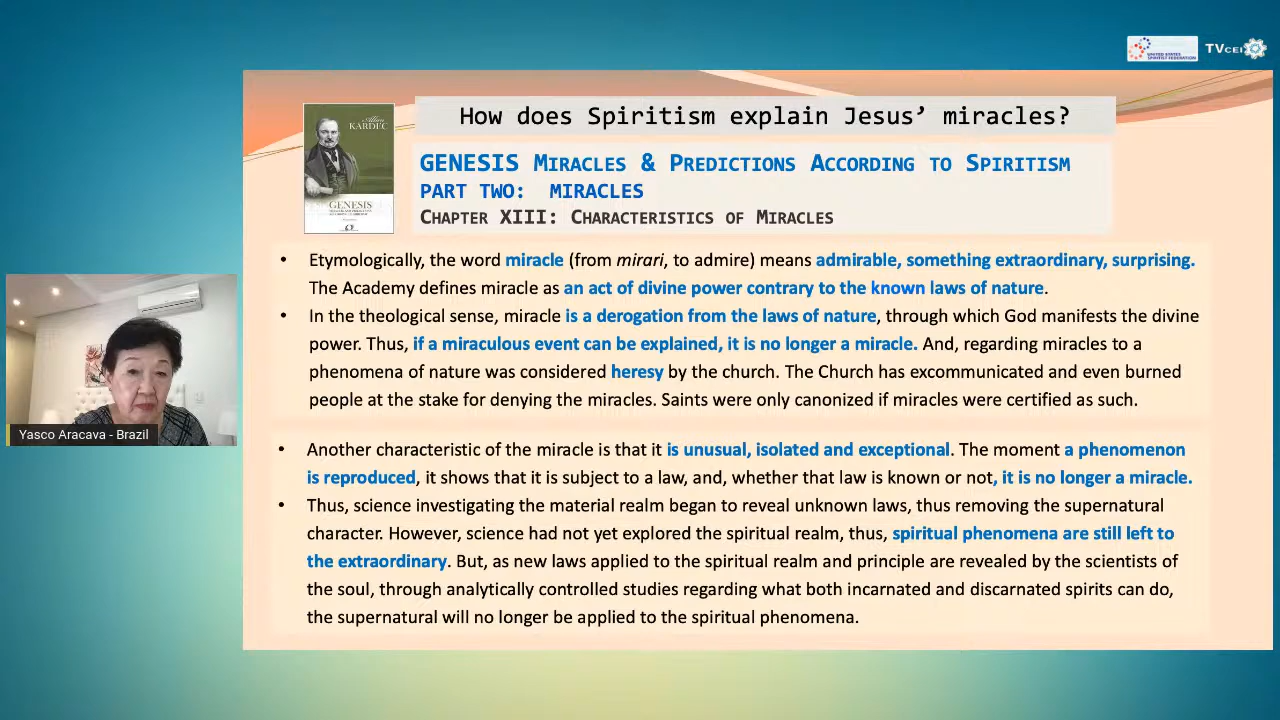 UNITED STATES
SPIRITIST FEDERATION
TVCEI
How does Spiritism explain Jesus’ miracles?
Allan
KARDEC
GENESIS
GENESIS MIRACLES & PREDICTIONS ACCORDING TO SPIRITISM
PART TWO: MIRACLES
CHAPTER XIII: CHARACTERISTICS OF MIRACLES
• Etymologically, the word miracle (from mirari, to admire) means admirable, something extraordinary, surprising.
The Academy defines miracle as an act of divine power contrary to the known laws of nature.
• In the theological sense, miracle is a derogation from the laws of nature, through which God manifests the divine
power. Thus, if a miraculous event can be explained, it is no longer a miracle. And, regarding miracles to a
phenomena of nature was considered heresy by the church. The Church has excommunicated and even burned
people at the stake for denying the miracles. Saints were only canonized if miracles were certified as such.
• Another characteristic of the miracle is that it is unusual, isolated and exceptional. The moment a phenomenon
is reproduced, it shows that it is subject to a law, and, whether that law is known or not, it is no longer a miracle.
• Thus, science investigating the material realm began to reveal unknown laws, thus removing the supernatural
character. However, science had not yet explored the spiritual realm, thus, spiritual phenomena are still left to
the extraordinary. But, as new laws applied to the spiritual realm and principle are revealed by the scientists of
the soul, through analytically controlled studies regarding what both incarnated and discarnated spirits can do,
the supernatural will no longer be applied to the spiritual phenomena.
Yasco Aracava - Brazil